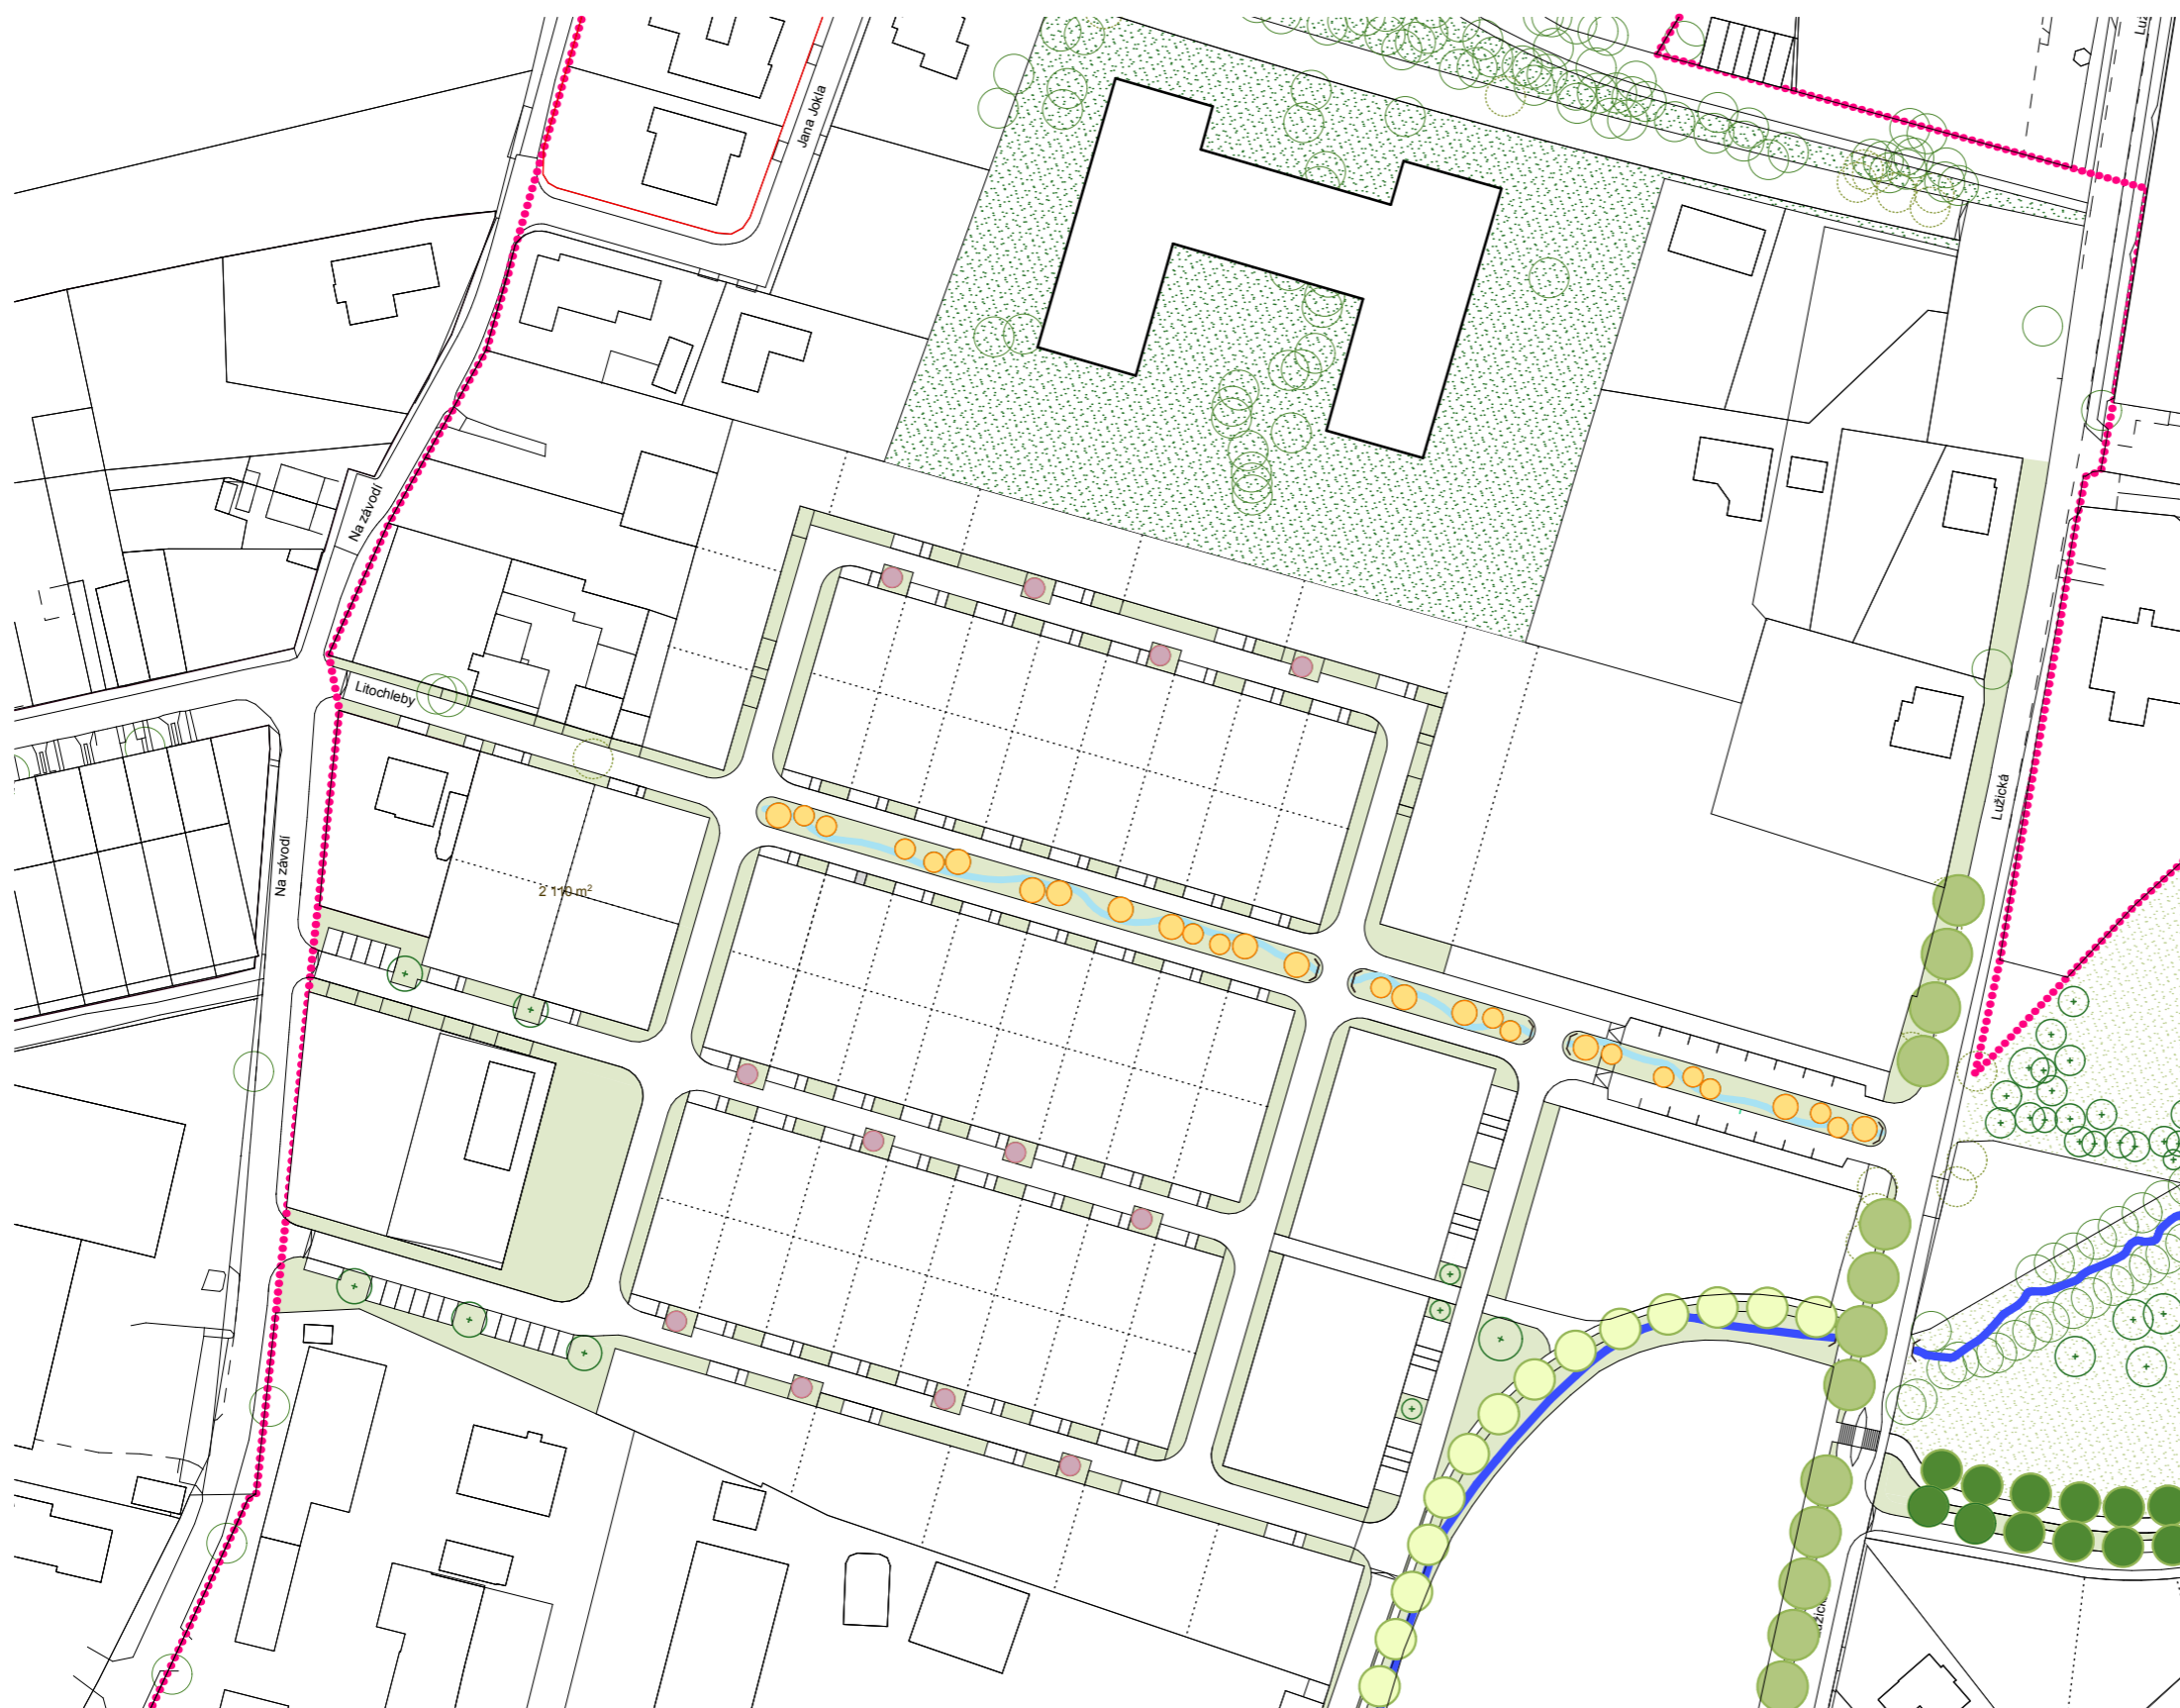 Jana Jokla
Na závodí
Litochleby
Lužická
Na závodí
2 110 m²